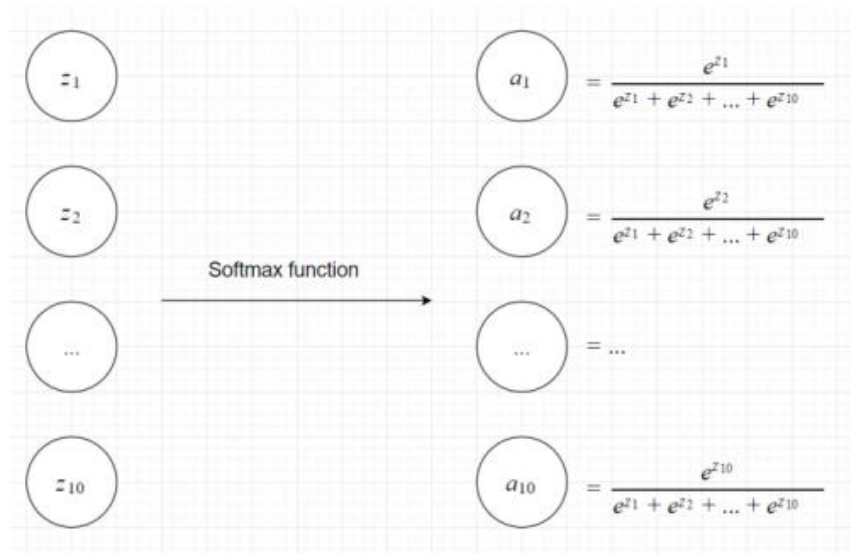 z₁
a₁ = e^{z₁} / (e^{z₁} + e^{z₂} + ... + e^{z₁₀})
z₂
a₂ = e^{z₂} / (e^{z₁} + e^{z₂} + ... + e^{z₁₀})
Softmax function
...
... = ...
z₁₀
a₁₀ = e^{z₁₀} / (e^{z₁} + e^{z₂} + ... + e^{z₁₀})